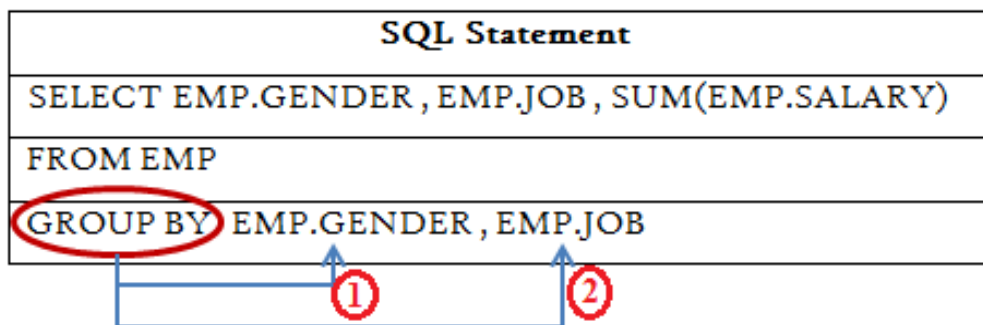 SQL Statement
SELECT EMP.GENDER , EMP.JOB , SUM(EMP.SALARY)
FROM EMP
GROUP BY EMP.GENDER , EMP.JOB
1 2